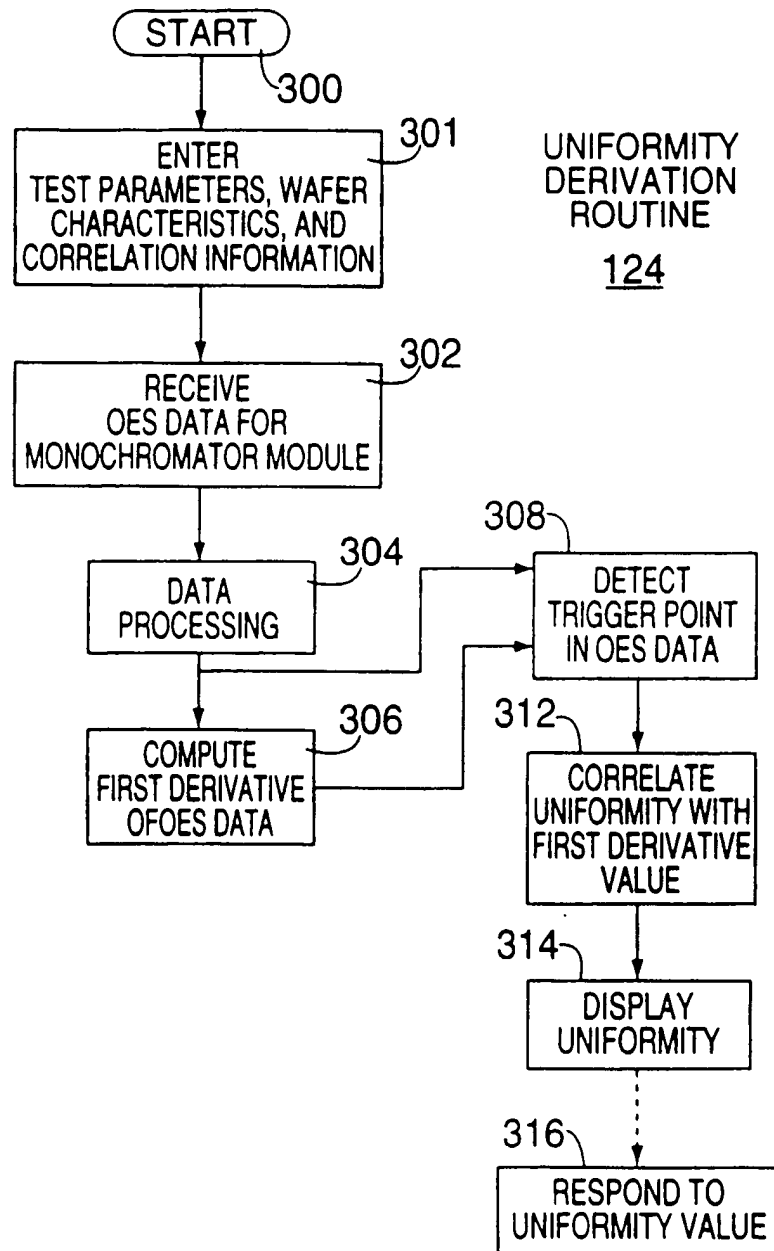 START
300
301
ENTER
TEST PARAMETERS, WAFER
CHARACTERISTICS, AND
CORRELATION INFORMATION
UNIFORMITY
DERIVATION
ROUTINE
124
302
RECEIVE
OES DATA FOR
MONOCHROMATOR MODULE
304
DATA
PROCESSING
308
DETECT
TRIGGER POINT
IN OES DATA
306
COMPUTE
FIRST DERIVATIVE
OFOES DATA
312
CORRELATE
UNIFORMITY WITH
FIRST DERIVATIVE
VALUE
314
DISPLAY
UNIFORMITY
316
RESPOND TO
UNIFORMITY VALUE